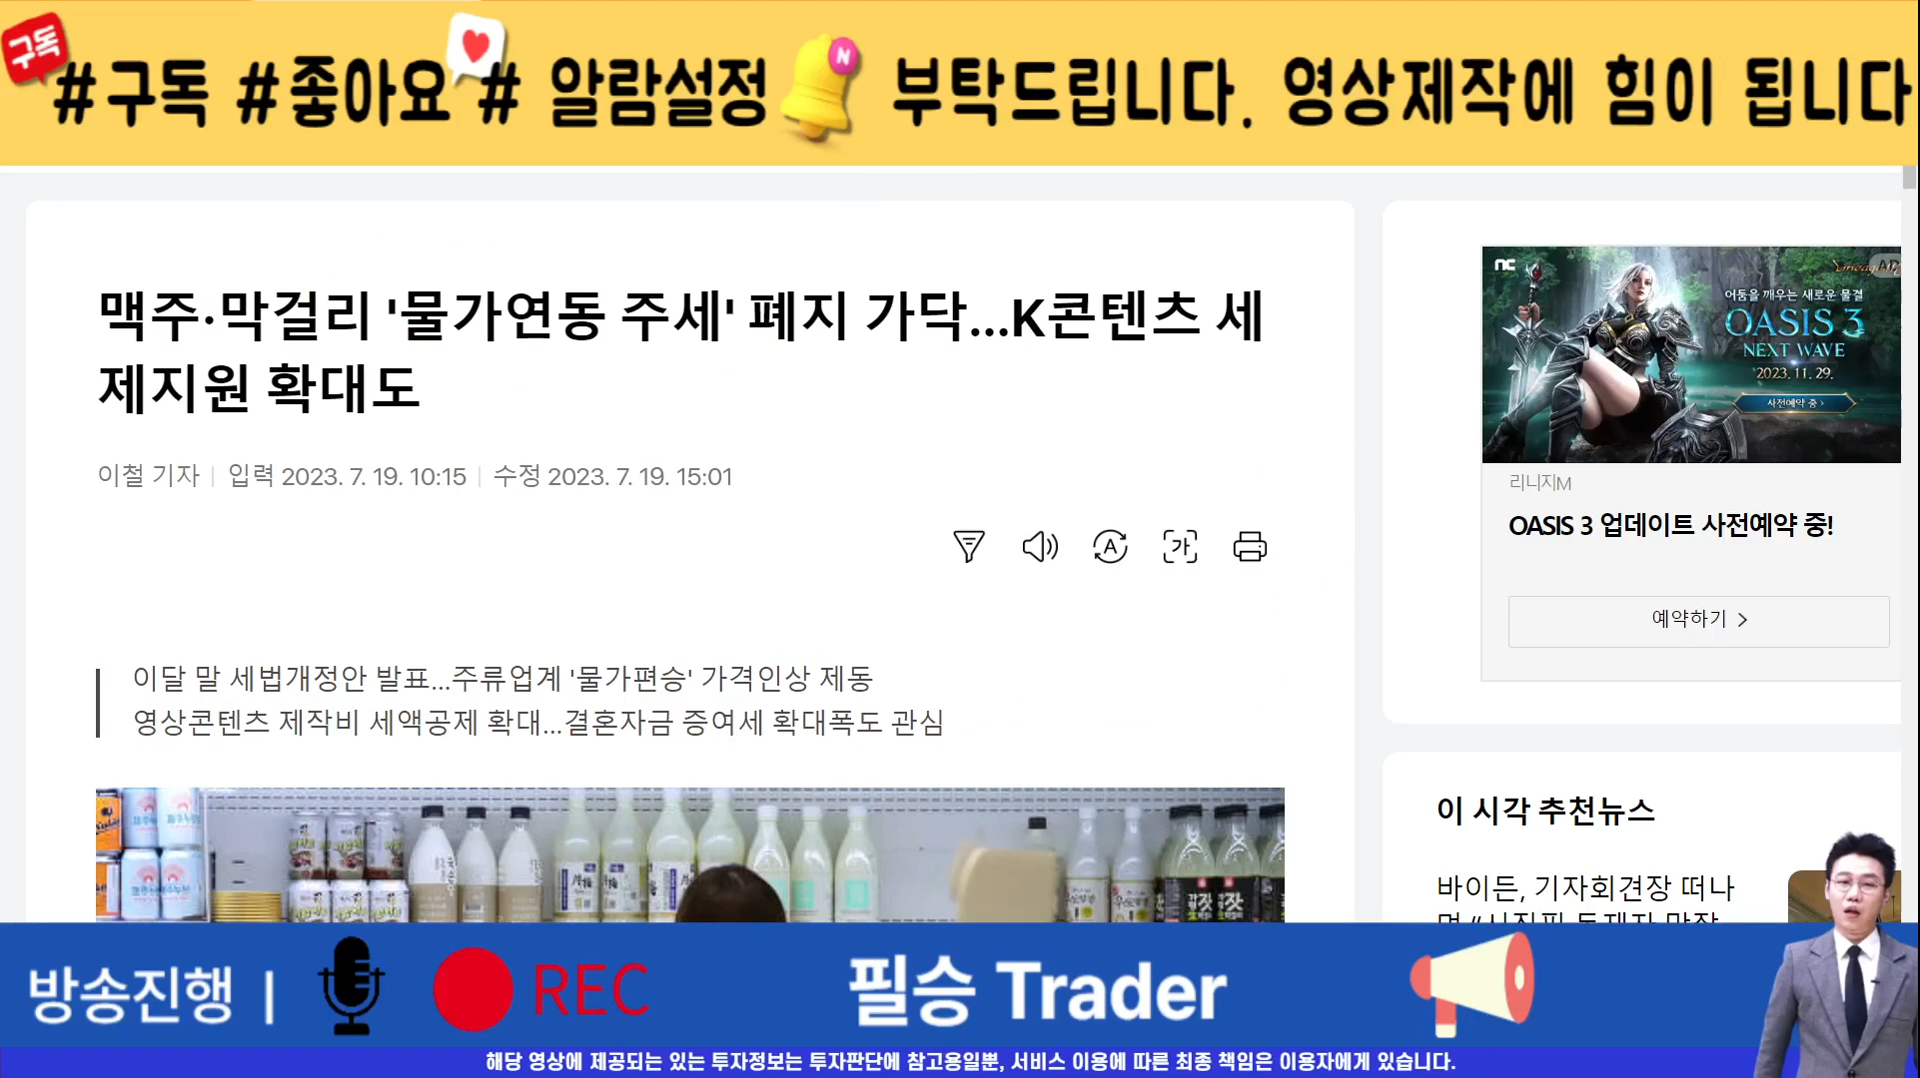 구독
#구독 #좋아요 # 알람설정 N 부탁드립니다. 영상제작에 힘이 됩니다
맥주·막걸리 '물가연동 주세' 폐지 가닥...K콘텐츠 세
제지원 확대도
이철 기자 | 입력 2023. 7. 19. 10:15 | 수정 2023. 7. 19. 15:01
A 가
이달 말 세법개정안 발표...주류업계 '물가편승' 가격인상 제동
영상콘텐츠 제작비 세액공제 확대...결혼자금 증여세 확대폭도 관심
nc
AD
어둠을 깨우는 새로운 물결
OASIS 3
NEXT WAVE
2023. 11. 29.
사전예약 중 ›
리니지M
OASIS 3 업데이트 사전예약 중!
예약하기 >
이 시각 추천뉴스
바이든, 기자회견장 떠나
방송진행 | REC 필승 Trader
해당 영상에 제공되는 있는 투자정보는 투자판단에 참고용일뿐, 서비스 이용에 따른 최종 책임은 이용자에게 있습니다.